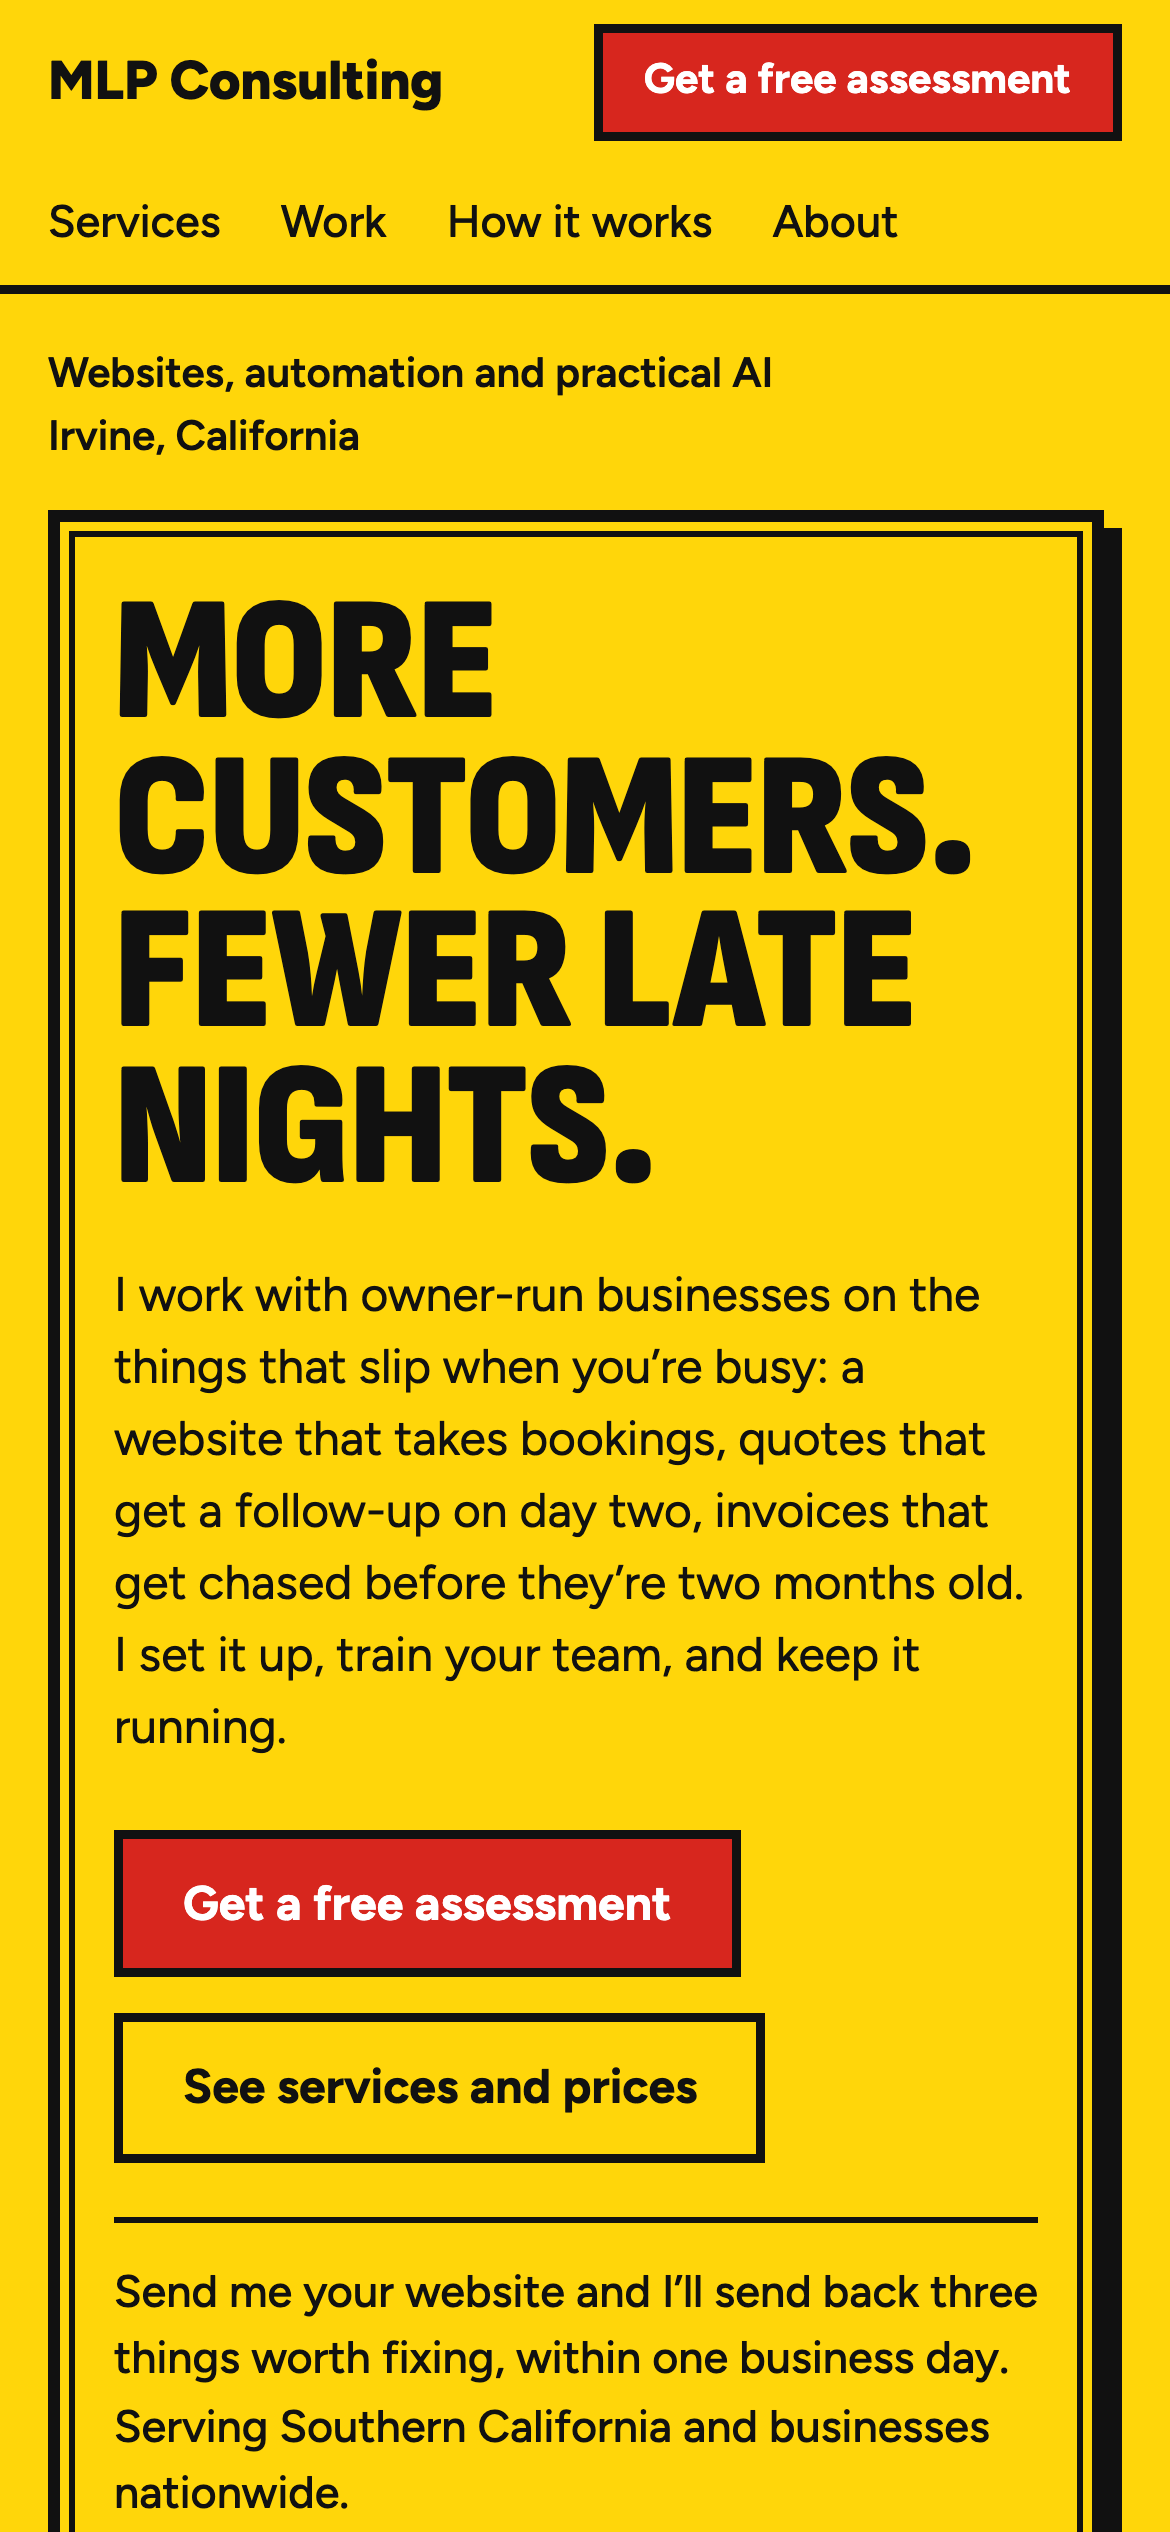 MLP Consulting
Get a free assessment
Services Work How it works About
Websites, automation and practical AI
Irvine, California
MORE
CUSTOMERS.
FEWER LATE
NIGHTS.
I work with owner-run businesses on the
things that slip when you’re busy: a
website that takes bookings, quotes that
get a follow-up on day two, invoices that
get chased before they’re two months old.
I set it up, train your team, and keep it
running.
Get a free assessment
See services and prices
Send me your website and I’ll send back three
things worth fixing, within one business day.
Serving Southern California and businesses
nationwide.